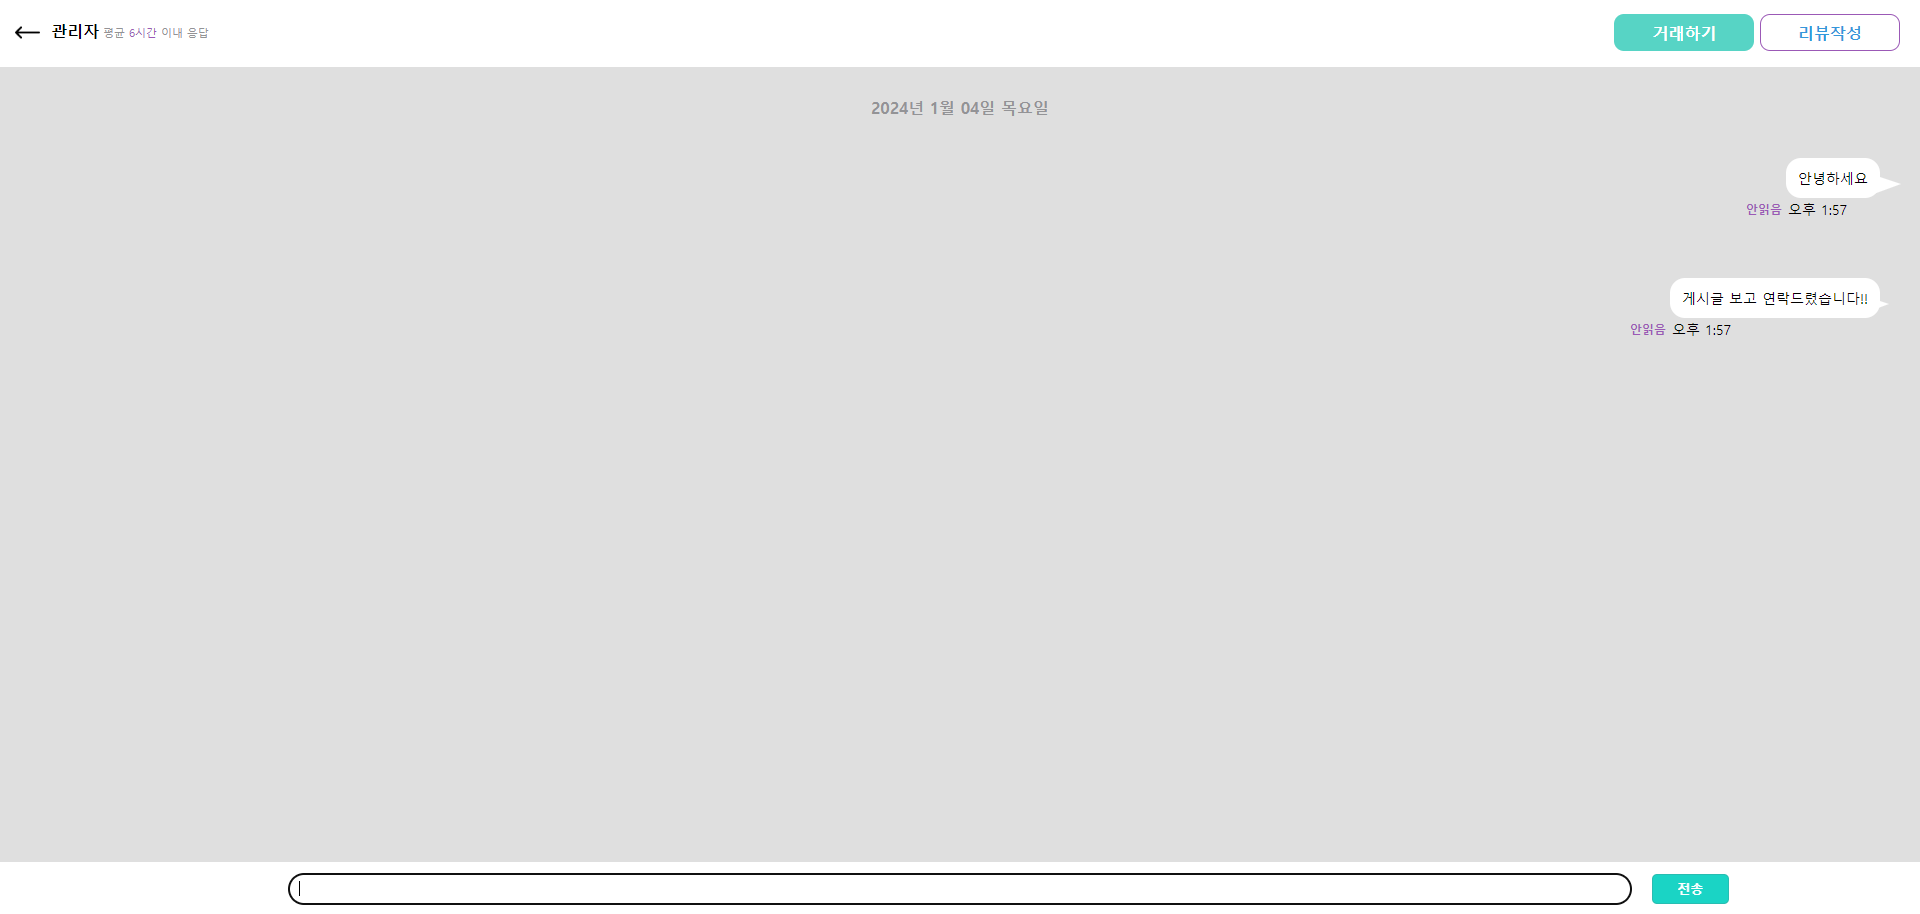 관리자 평균 6시간 이내 응답
거래하기 리뷰작성
2024년 1월 04일 목요일
안녕하세요
안읽음 오후 1:57
게시글 보고 연락드렸습니다!!
안읽음 오후 1:57
전송